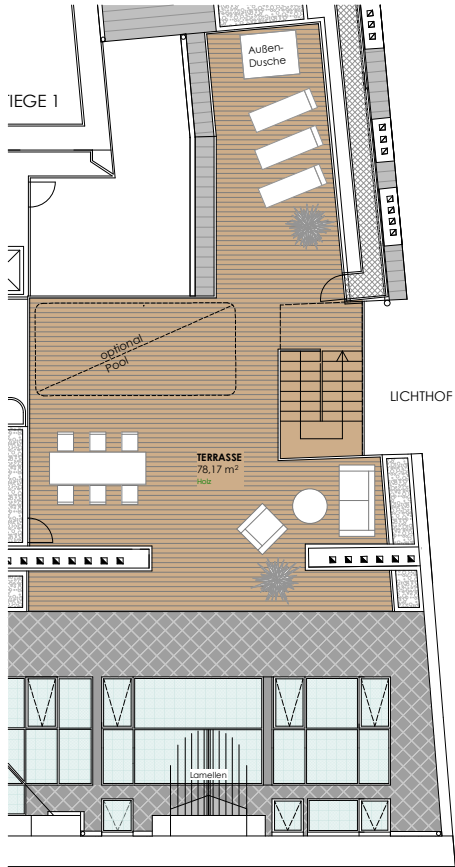 Außen-
Dusche
TIEGE 1
optional
Pool
LICHTHOF
TERRASSE
78,17 m²
Holz
Lamellen